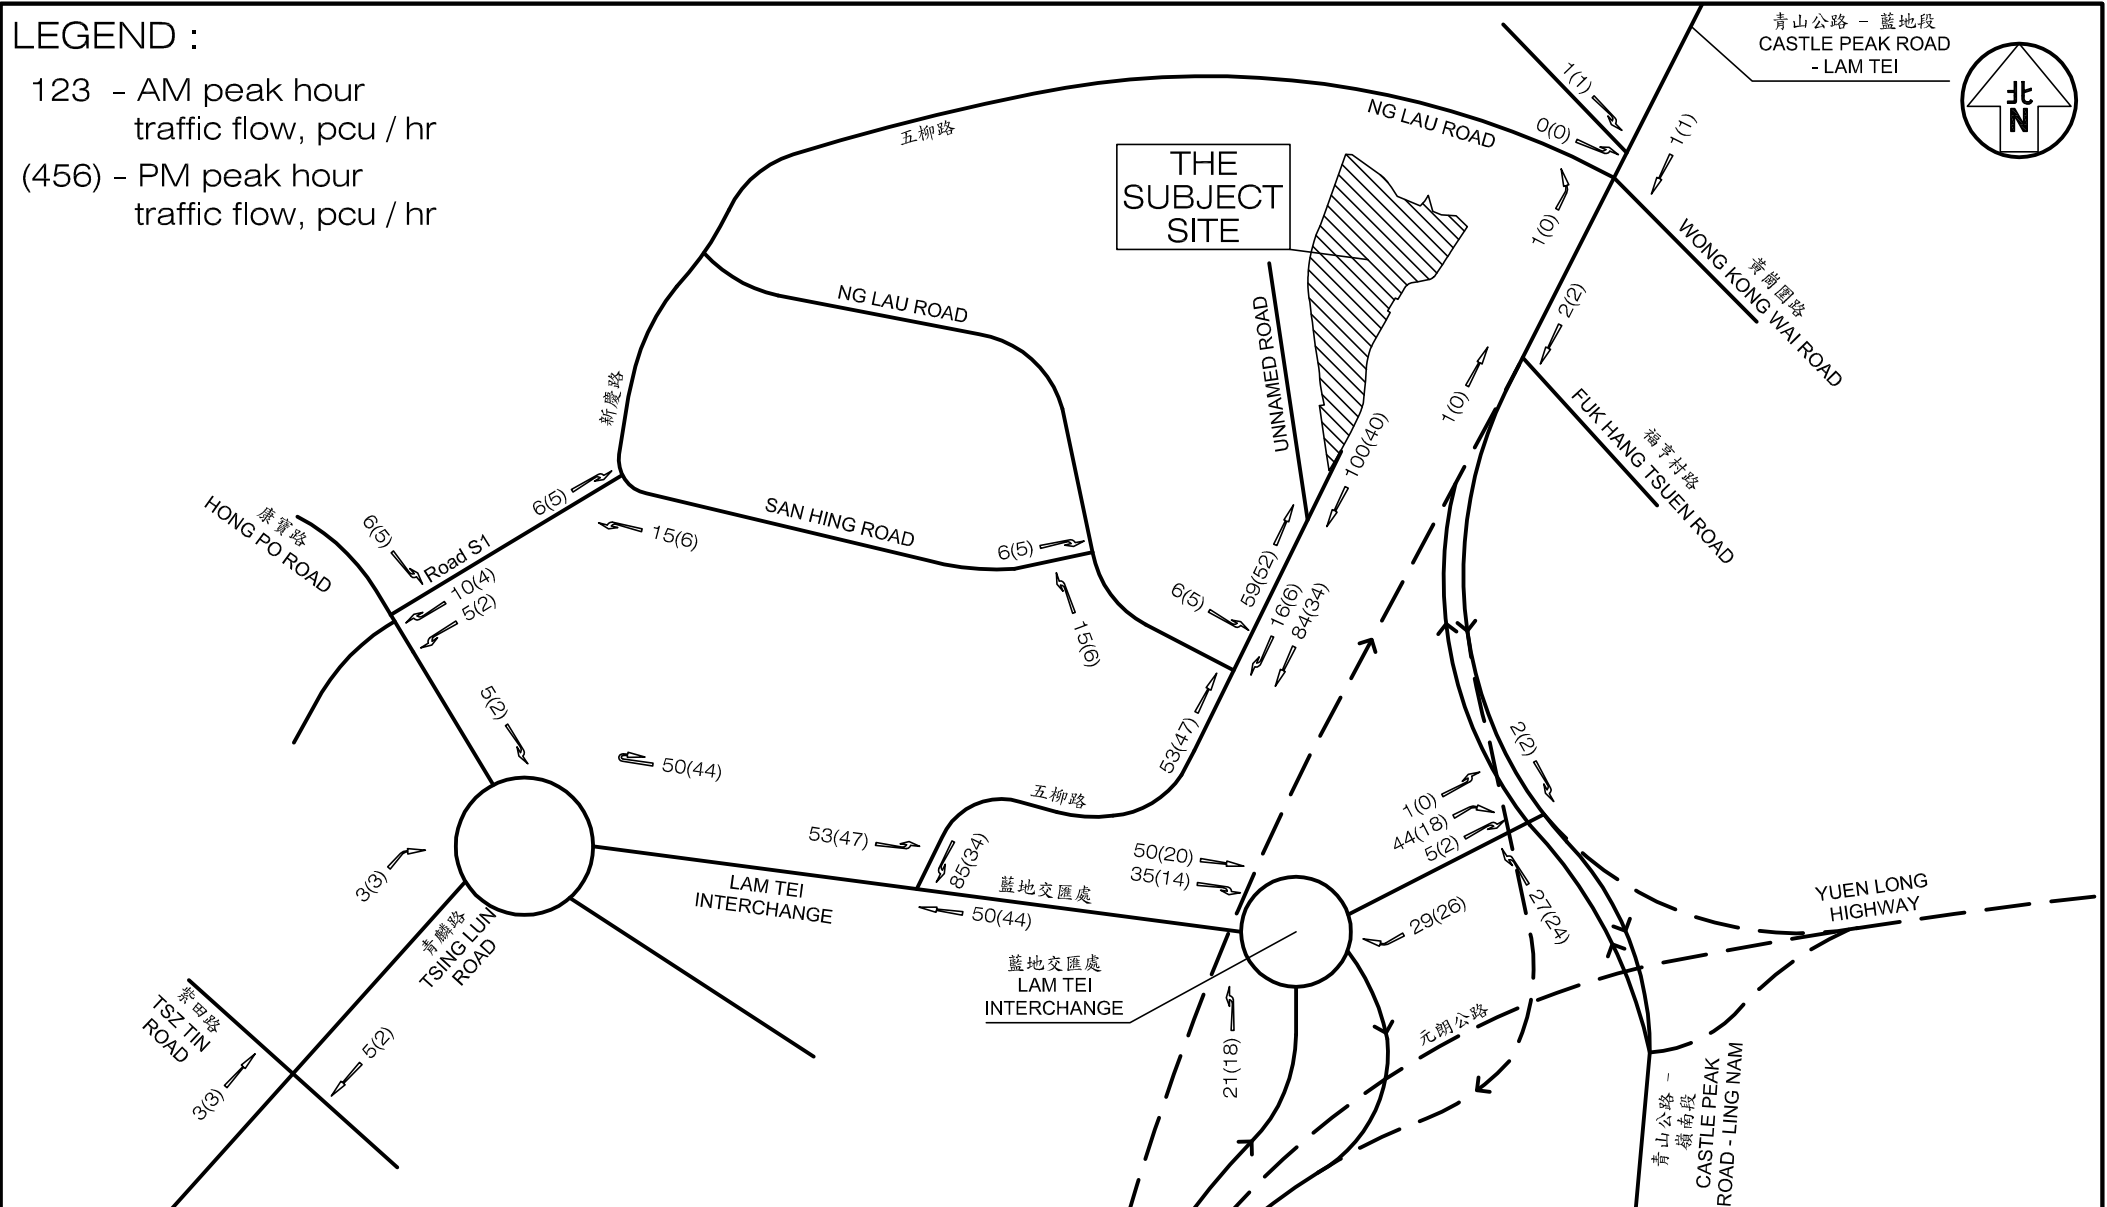 LEGEND :
123 - AM peak hour
traffic flow, pcu / hr
(456) - PM peak hour
traffic flow, pcu / hr
青山公路 - 藍地段
CASTLE PEAK ROAD
- LAM TEI
北
N
1(1)
0(0)
1(1)
NG LAU ROAD
五柳路
THE
SUBJECT
SITE
1(0)
WONG KONG WAI ROAD
黃崗圍路
NG LAU ROAD
UNNAMED ROAD
2(2)
1(0)
FUK HANG TSUEN ROAD
福亨村路
新慶路
100(40)
HONG PO ROAD
康寶路
6(5)
6(5)
Road S1
10(4)
5(2)
15(6)
SAN HING ROAD
6(5)
15(6)
6(5)
59(52)
16(6)
84(34)
5(2)
50(44)
53(47)
五柳路
2(2)
53(47)
85(34)
50(20)
35(14)
1(0)
44(18)
5(2)
3(3)
LAM TEI
INTERCHANGE
藍地交匯處
50(44)
29(26)
27(24)
YUEN LONG
HIGHWAY
青麟路
TSING LUN
ROAD
藍地交匯處
LAM TEI
INTERCHANGE
紫田路
TSZ TIN
ROAD
5(2)
3(3)
21(18)
元朗公路
青山公路 -
嶺南段
CASTLE PEAK
ROAD - LING NAM